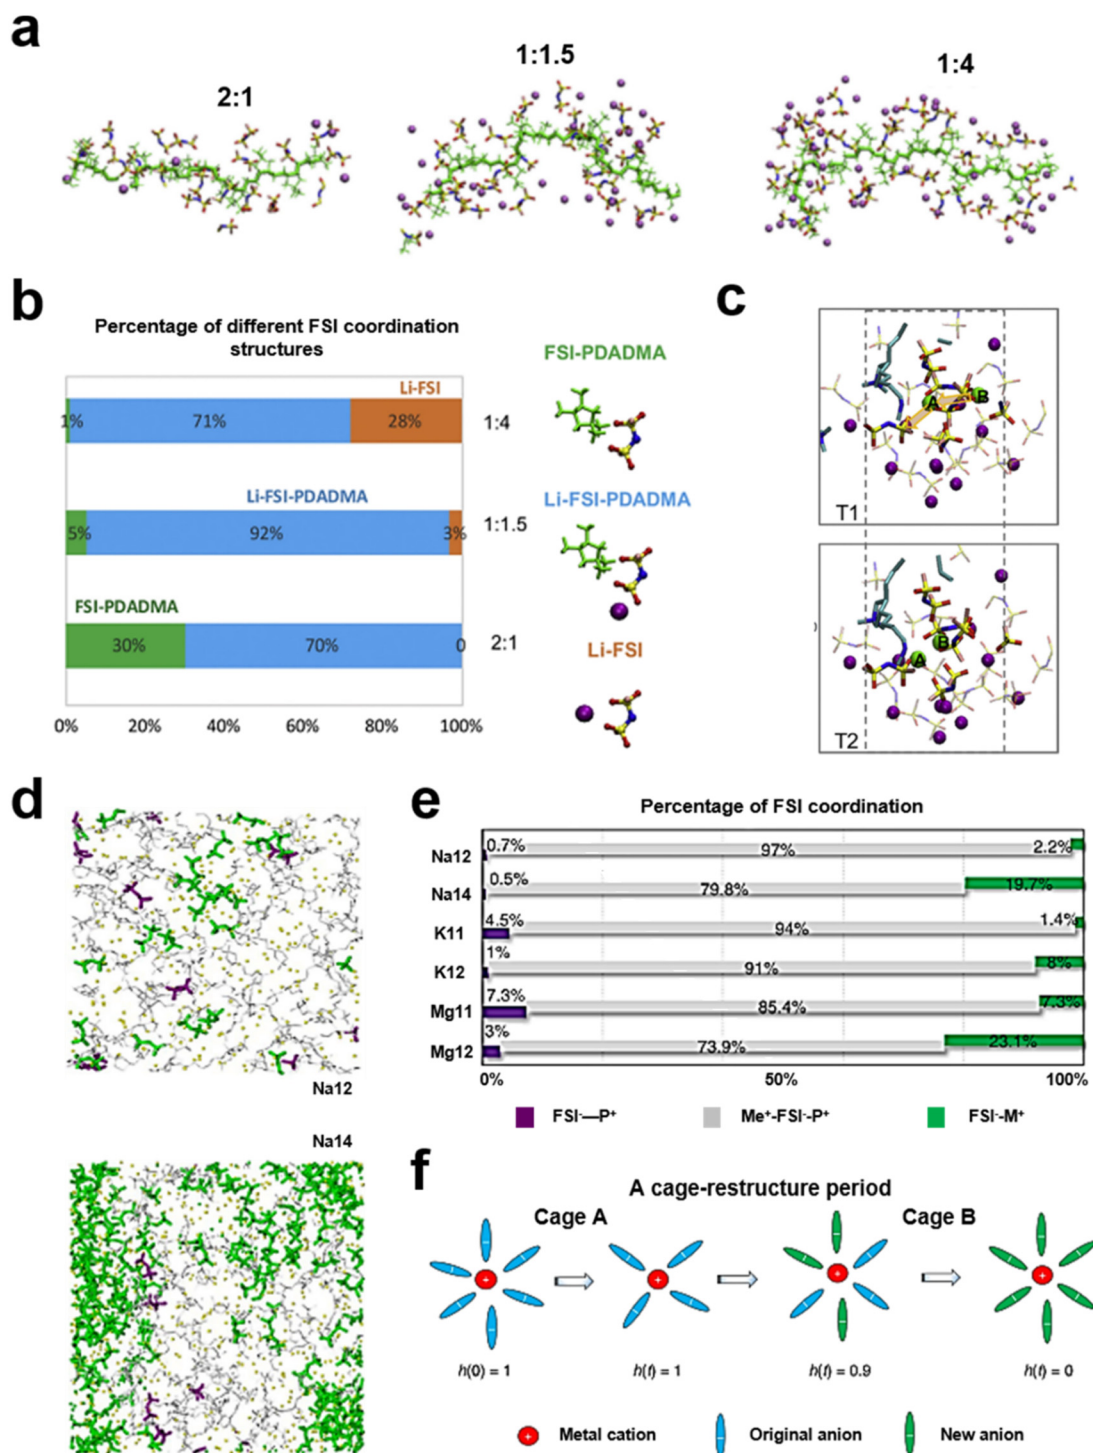 a
2:1
1:1.5
1:4
b
Percentage of different FSI coordination
structures
Li-FSI
1%
71%
28%
1:4
Li-FSI-PDADMA
5%
92%
3%
1:1.5
FSI-PDADMA
30%
70%
0
2:1
0%
20%
40%
60%
80%
100%
FSI-PDADMA
Li-FSI-PDADMA
Li-FSI
c
A
B
T1
A
B
T2
d
Na12
Na14
e
Percentage of FSI coordination
Na12
0.7%
97%
2.2%
Na14
0.5%
79.8%
19.7%
K11
4.5%
94%
1.4%
K12
1%
91%
8%
Mg11
7.3%
85.4%
7.3%
Mg12
3%
73.9%
23.1%
0%
50%
100%
FSI⁻—P⁺
Me⁺-FSI⁻-P⁺
FSI⁻-M⁺
f
A cage-restructure period
Cage A
Cage B
h(0) = 1
h(t) = 1
h(t) = 0.9
h(t) = 0
Metal cation
Original anion
New anion